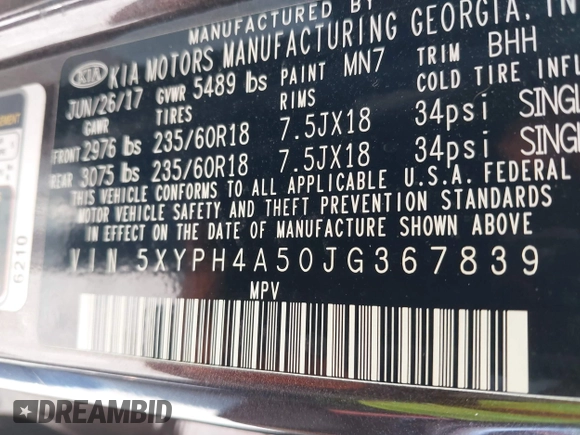 MANUFACTURED BY
KIA KIA MOTORS MANUFACTURING GEORGIA, IN
JUN/26/17 GVWR 5489 lbs PAINT MN7 TRIM BHH
GAWR TIRES RIMS COLD TIRE INFL
FRONT 2976 lbs 235/60R18 7.5JX18 34psi SINGL
REAR 3075 lbs 235/60R18 7.5JX18 34psi SING
THIS VEHICLE CONFORMS TO ALL APPLICABLE U.S.A. FEDERAL
MOTOR VEHICLE SAFETY AND THEFT PREVENTION STANDARDS
IN EFFECT ON THE DATE OF MANUFACTURE SHOWN ABOVE
VIN 5XYPH4A50JG367839
MPV
6210
DREAMBID